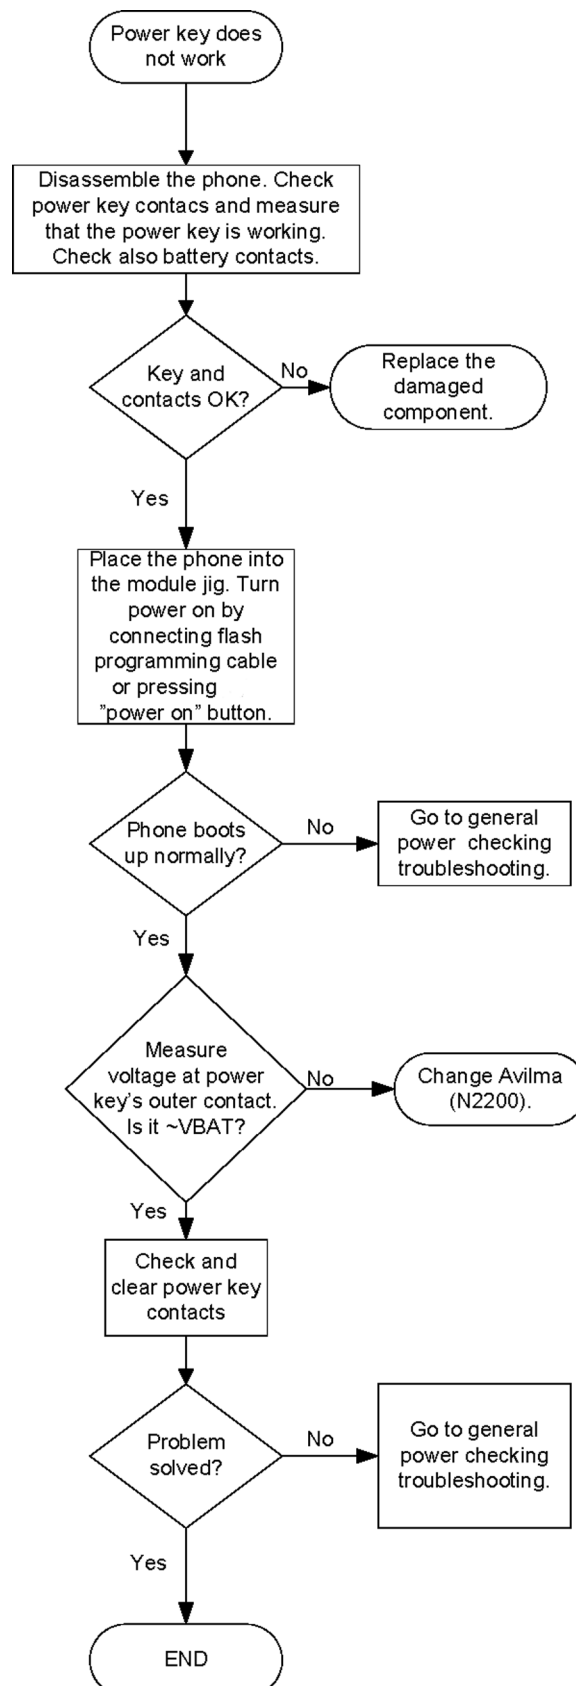 Power key does
not work
Disassemble the phone. Check
power key contacs and measure
that the power key is working.
Check also battery contacts.
Key and
contacts OK?
No
Replace the
damaged
component.
Yes
Place the phone into
the module jig. Turn
power on by
connecting flash
programming cable
or pressing
”power on” button.
Phone boots
up normally?
No
Go to general
power checking
troubleshooting.
Yes
Measure
voltage at power
key’s outer contact.
Is it ~VBAT?
No
Change Avilma
(N2200).
Yes
Check and
clear power key
contacts
Problem
solved?
No
Go to general
power checking
troubleshooting.
Yes
END